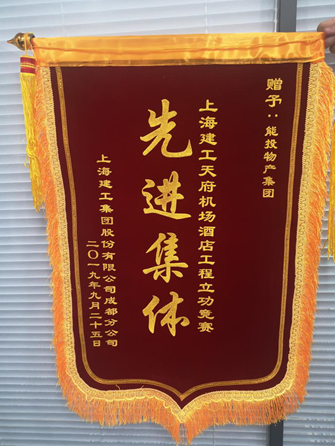 赠予：能投物产集团
上海建工天府机场酒店工程立功竞赛
先进集体
上海建工集团股份有限公司成都分公司
二〇一九年九月二十五日